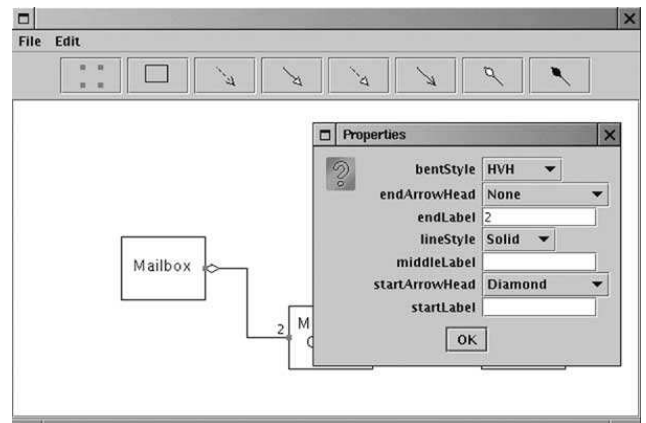 File Edit
Properties
bentStyle HVH
endArrowHead None
endLabel 2
lineStyle Solid
middleLabel
startArrowHead Diamond
startLabel
OK
Mailbox
2 M